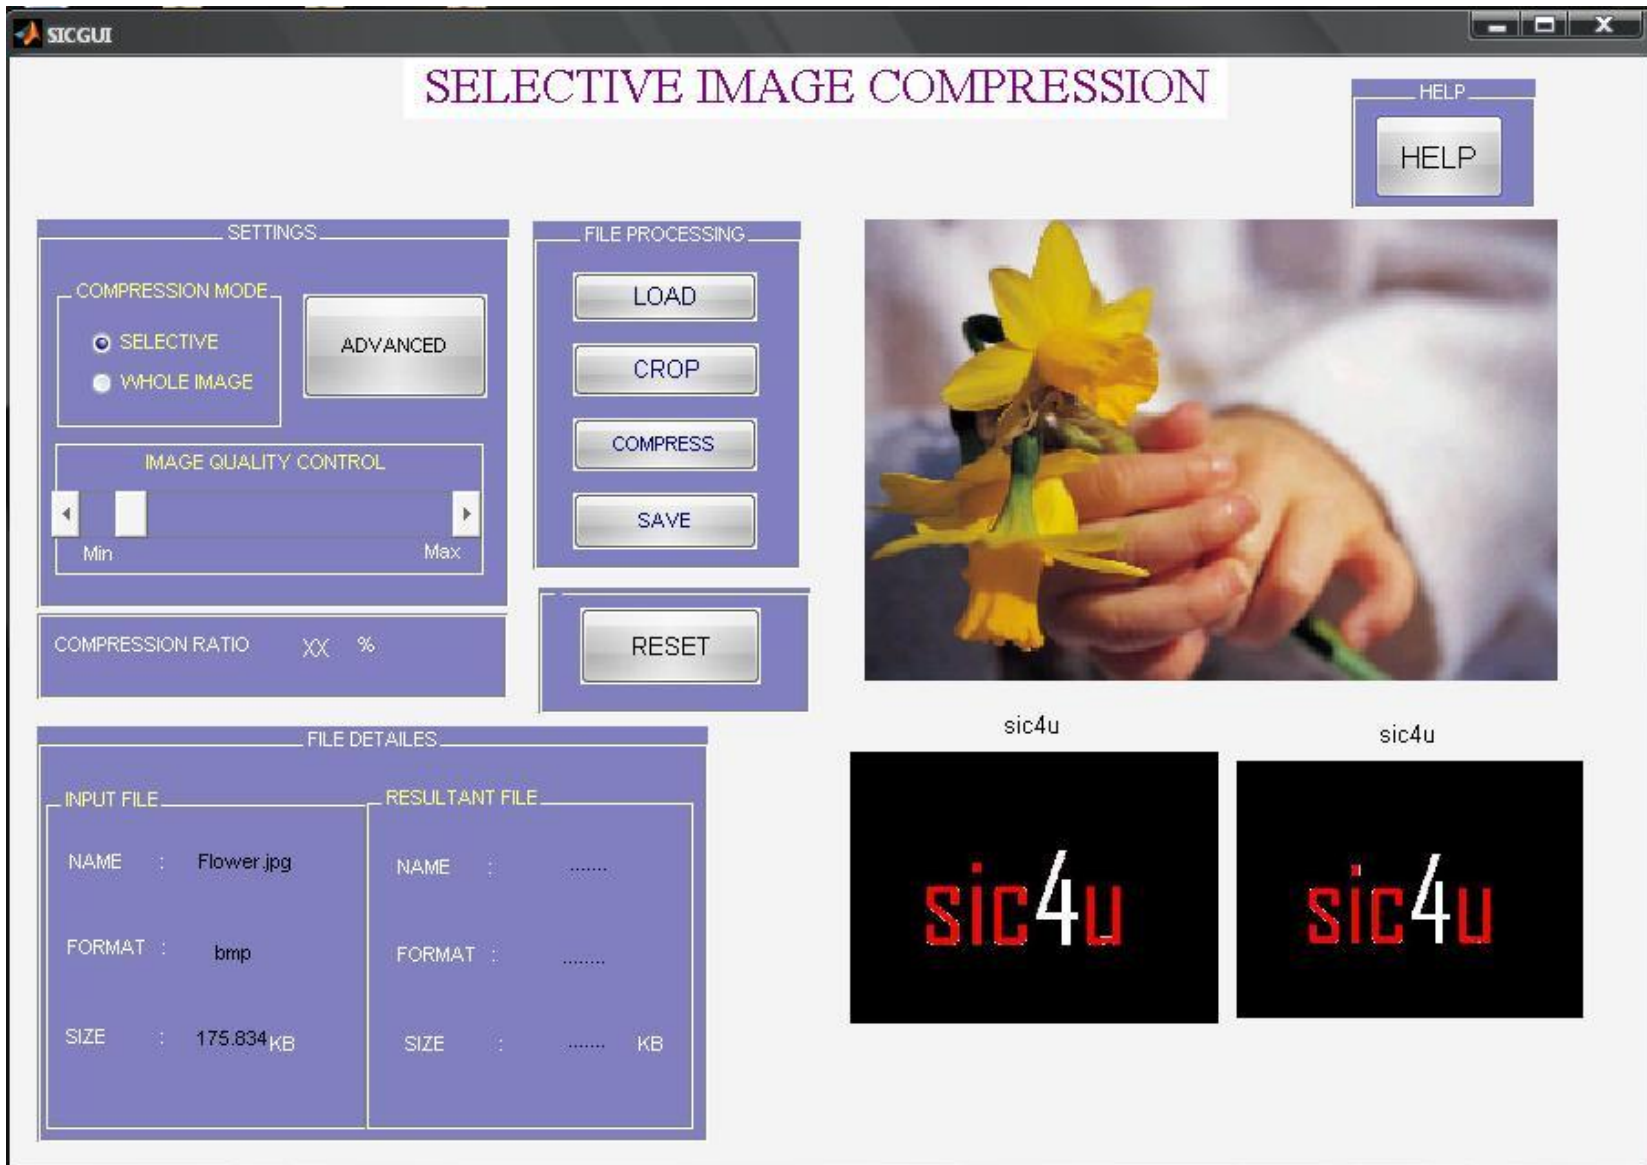 SICGUI
SELECTIVE IMAGE COMPRESSION
HELP
HELP
SETTINGS
COMPRESSION MODE
SELECTIVE
WHOLE IMAGE
ADVANCED
IMAGE QUALITY CONTROL
Min Max
COMPRESSION RATIO XX %
FILE PROCESSING
LOAD
CROP
COMPRESS
SAVE
RESET
FILE DETAILES
INPUT FILE
NAME : Flower.jpg
FORMAT : bmp
SIZE : 175.834 KB
RESULTANT FILE
NAME : .......
FORMAT : ........
SIZE : ....... KB
sic4u
sic4u
sic4u
sic4u